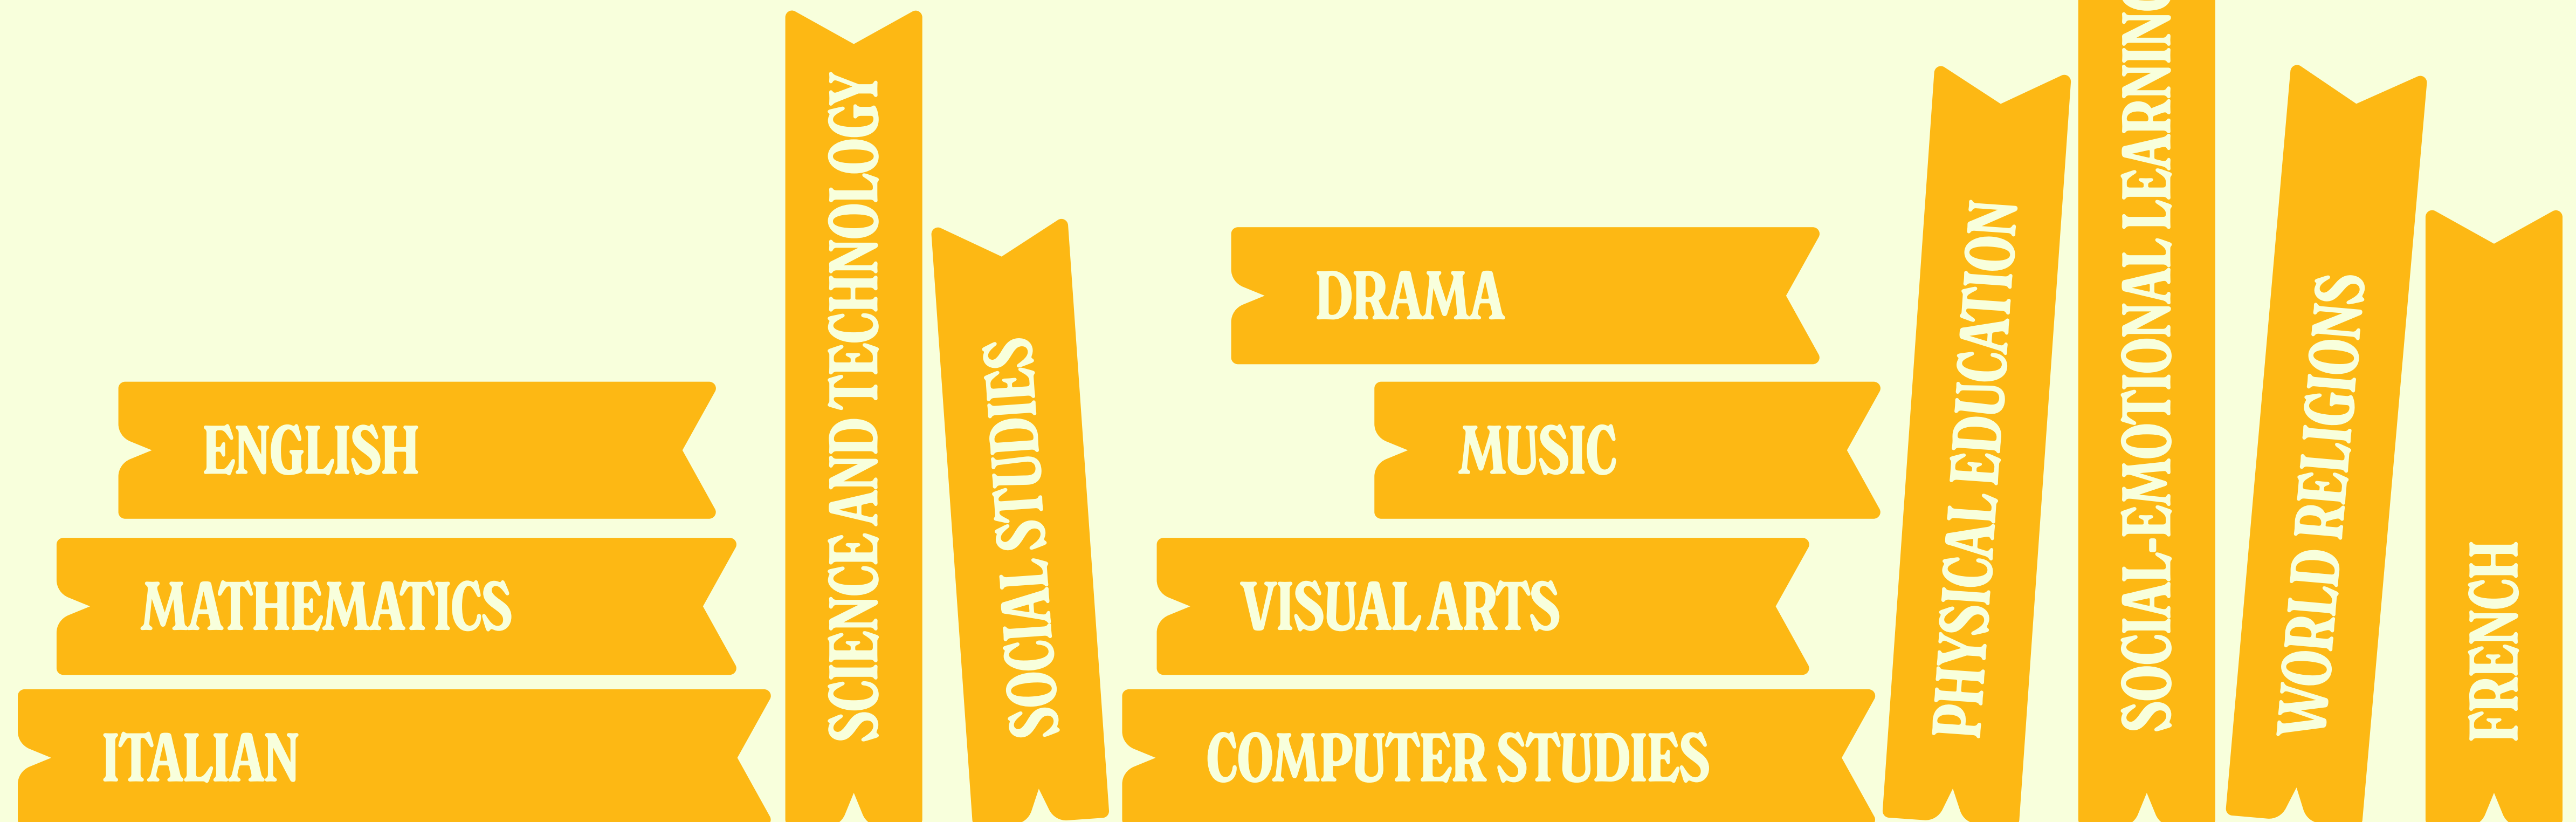 ENGLISH
MATHEMATICS
ITALIAN
SCIENCE AND TECHNOLOGY
SOCIAL STUDIES
DRAMA
MUSIC
VISUAL ARTS
COMPUTER STUDIES
PHYSICAL EDUCATION
SOCIAL-EMOTIONAL LEARNING
WORLD RELIGIONS
FRENCH